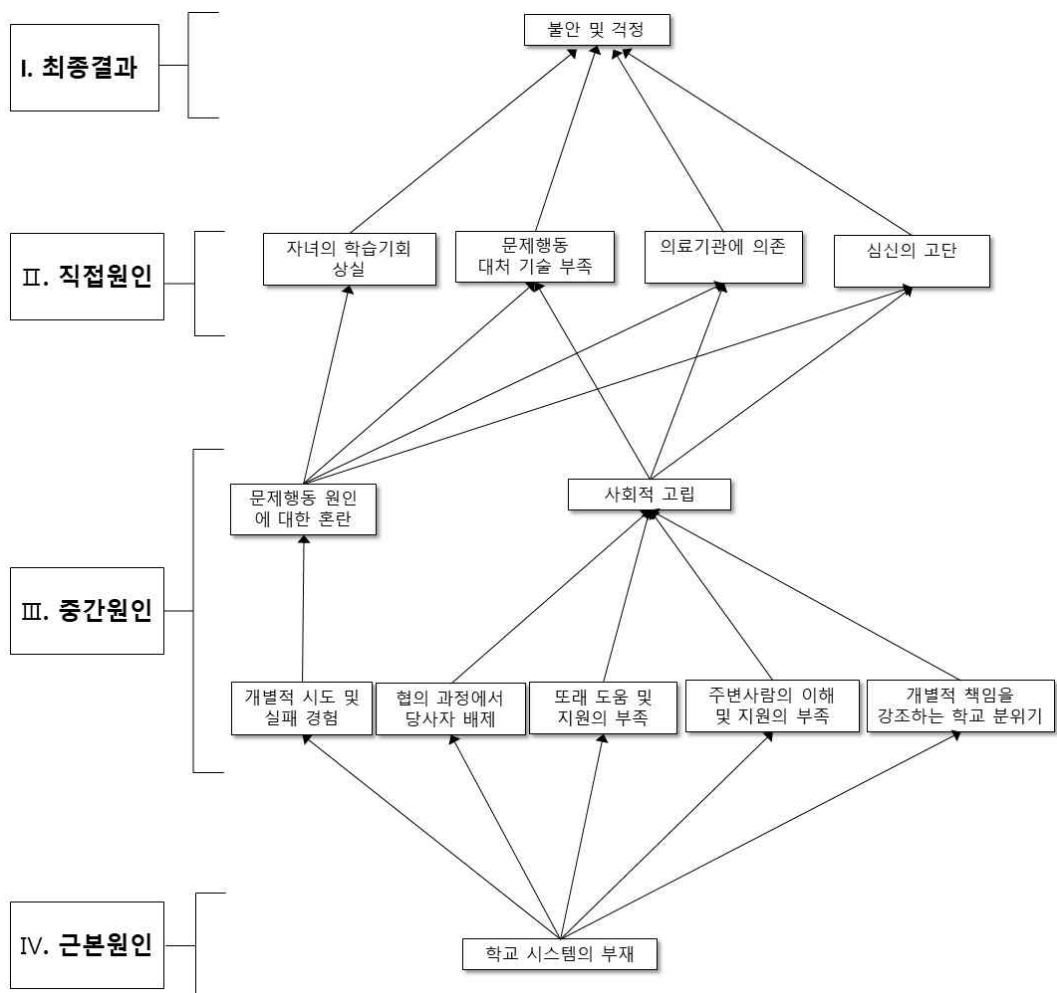 불안 및 걱정
I. 최종결과
자녀의 학습기회
상실
문제행동
대처 기술 부족
의료기관에 의존
심신의 고단
Ⅱ. 직접원인
문제행동 원인
에 대한 혼란
사회적 고립
Ⅲ. 중간원인
개별적 시도 및
실패 경험
협의 과정에서
당사자 배제
또래 도움 및
지원의 부족
주변사람의 이해
및 지원의 부족
개별적 책임을
강조하는 학교 분위기
IV. 근본원인
학교 시스템의 부재